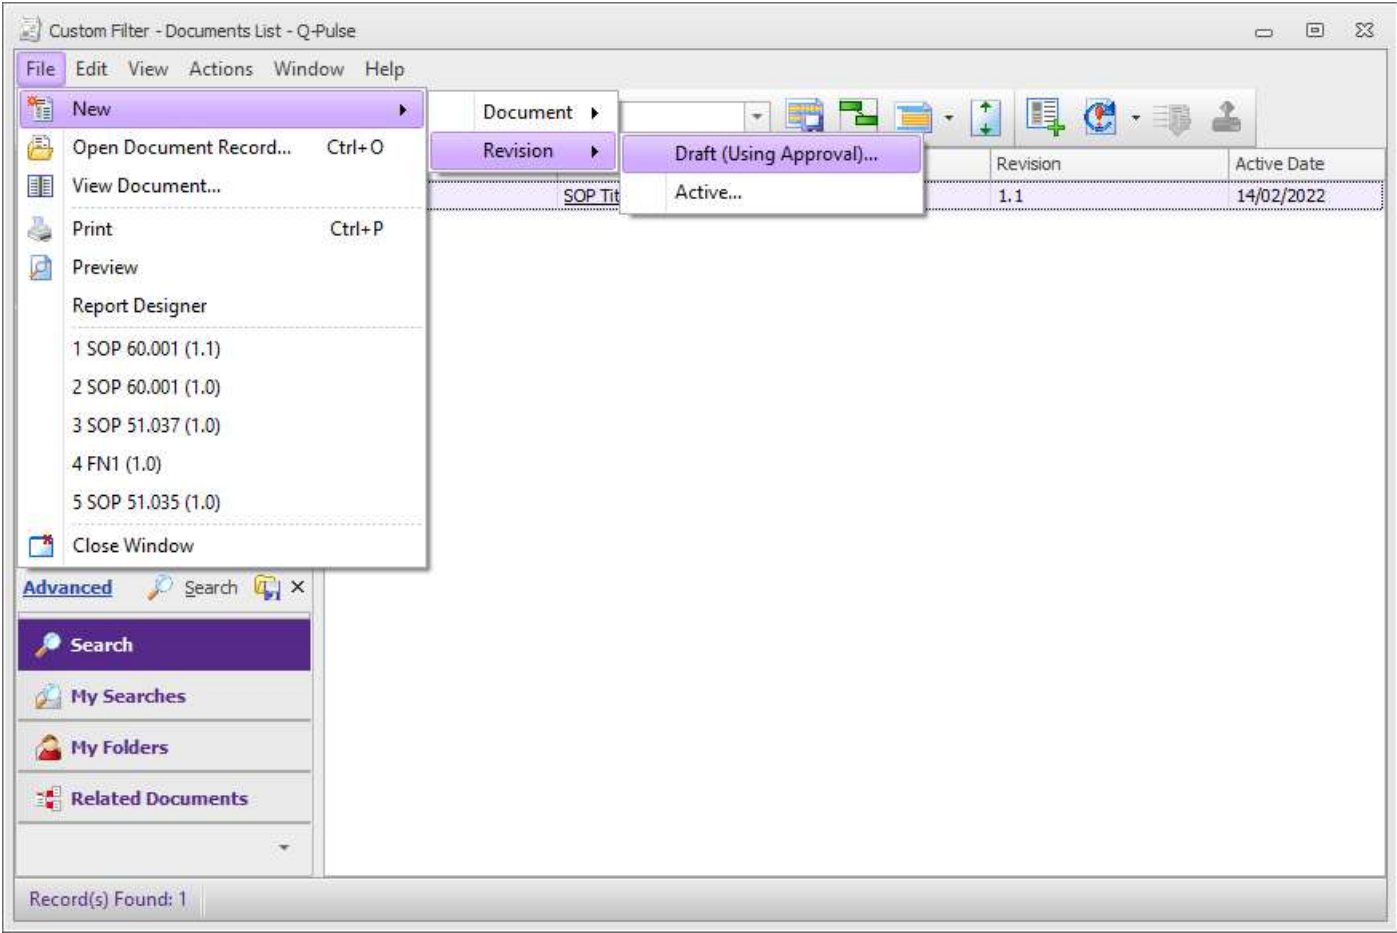 Custom Filter - Documents List - Q-Pulse
File Edit View Actions Window Help
New
Document
Open Document Record... Ctrl+O
Revision
Draft (Using Approval)...
Revision
Active Date
View Document...
SOP Tit
Active...
1.1
14/02/2022
Print Ctrl+P
Preview
Report Designer
1 SOP 60.001 (1.1)
2 SOP 60.001 (1.0)
3 SOP 51.037 (1.0)
4 FN1 (1.0)
5 SOP 51.035 (1.0)
Close Window
Advanced Search
Search
My Searches
My Folders
Related Documents
Record(s) Found: 1